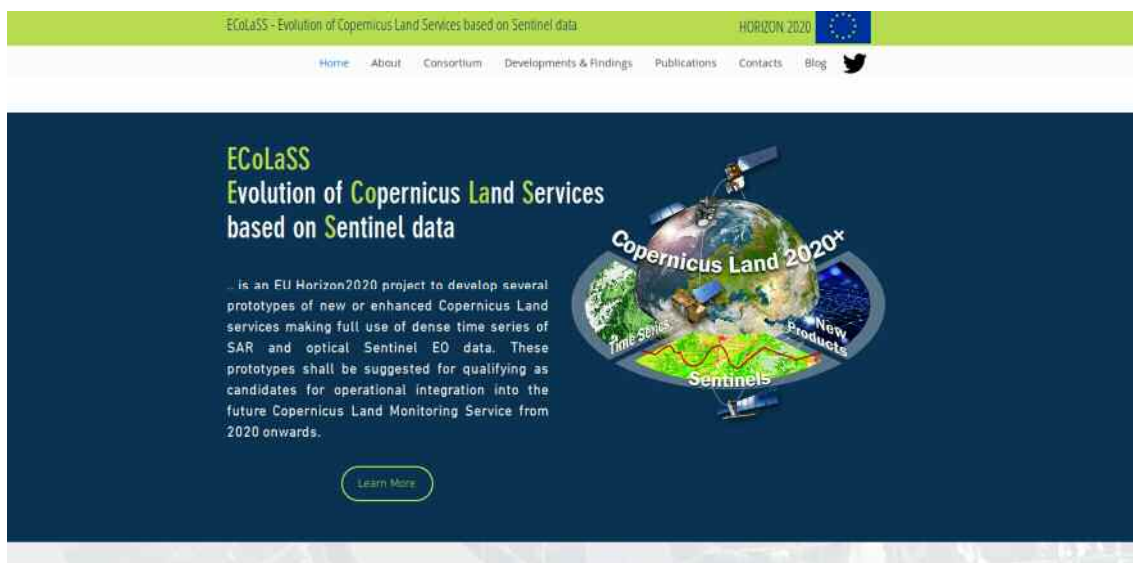 ECoLaSS - Evolution of Copernicus Land Services based on Sentinel data
HORIZON 2020
Home About Consortium Developments & Findings Publications Contacts Blog
ECoLaSS
Evolution of Copernicus Land Services
based on Sentinel data
.. is an EU Horizon2020 project to develop several
prototypes of new or enhanced Copernicus Land
services making full use of dense time series of
SAR and optical Sentinel EO data. These
prototypes shall be suggested for qualifying as
candidates for operational integration into the
future Copernicus Land Monitoring Service from
2020 onwards.
Learn More
Copernicus Land 2020+
Time Series
New
Products
Sentinels